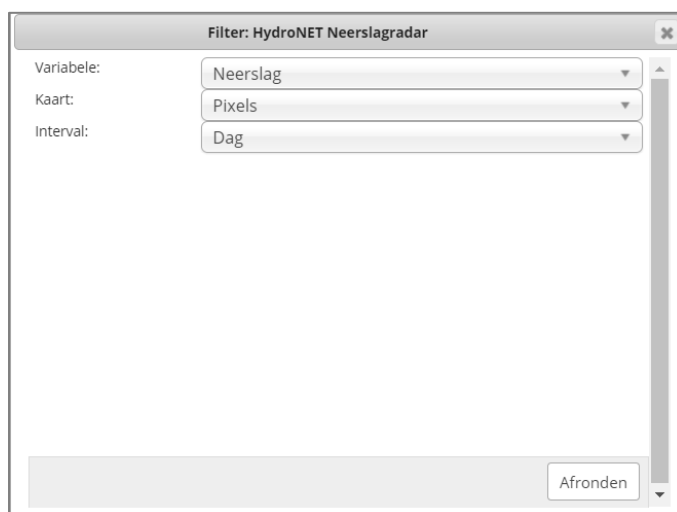 Filter: HydroNET Neerslagradar
Variabele: Neerslag
Kaart: Pixels
Interval: Dag
Afronden